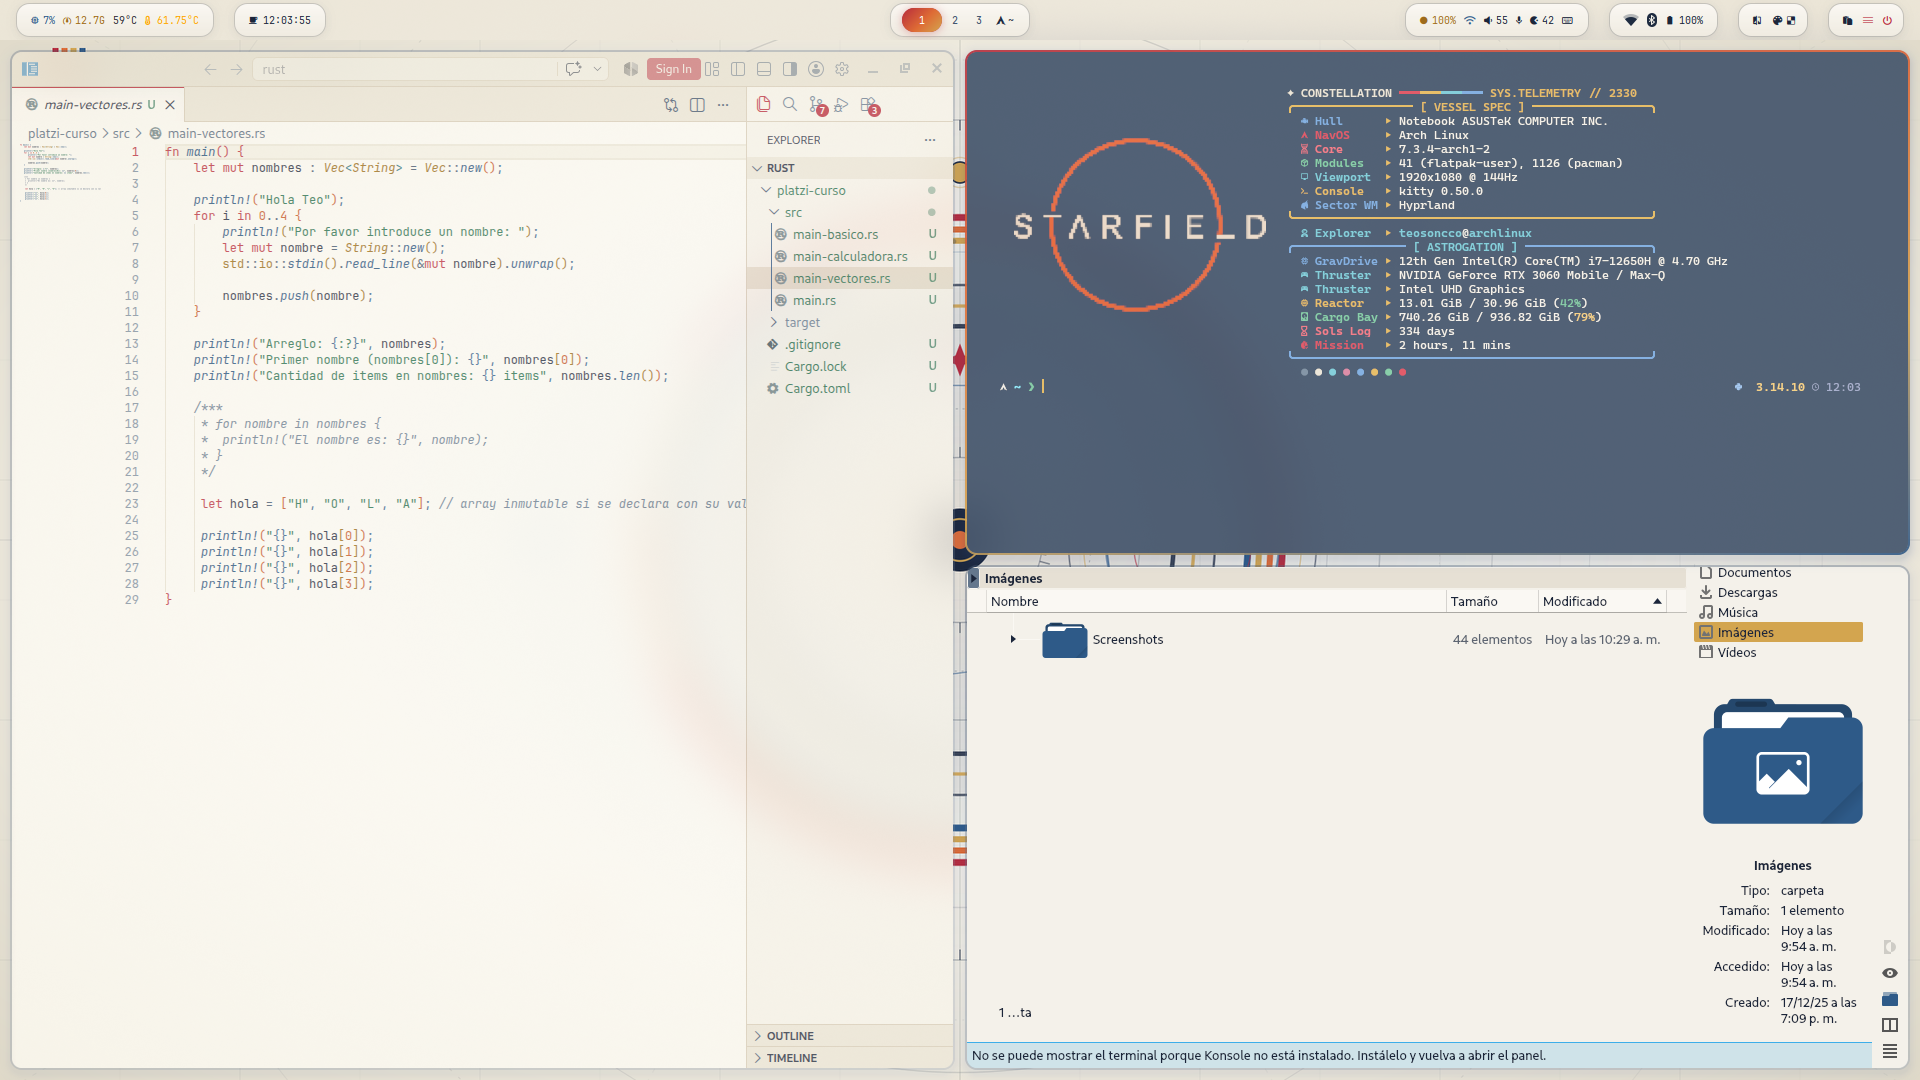 7% 12.7G 59°C 61.75°C
12:03:55
1 2 3 ~
100% 55 42
100%
rust
Sign In
main-vectores.rs U
platzi-curso > src > main-vectores.rs
1 fn main() {
2 let mut nombres : Vec<String> = Vec::new();
3
4 println!("Hola Teo");
5 for i in 0..4 {
6 println!("Por favor introduce un nombre: ");
7 let mut nombre = String::new();
8 std::io::stdin().read_line(&mut nombre).unwrap();
9
10 nombres.push(nombre);
11 }
12
13 println!("Arreglo: {:?}", nombres);
14 println!("Primer nombre (nombres[0]): {}", nombres[0]);
15 println!("Cantidad de items en nombres: {} items", nombres.len());
16
17 /***
18 * for nombre in nombres {
19 * println!("El nombre es: {}", nombre);
20 * }
21 */
22
23 let hola = ["H", "O", "L", "A"]; // array inmutable si se declara con su val
24
25 println!("{}", hola[0]);
26 println!("{}", hola[1]);
27 println!("{}", hola[2]);
28 println!("{}", hola[3]);
29 }
7
3
EXPLORER
RUST
platzi-curso
src
main-basico.rs U
main-calculadora.rs U
main-vectores.rs U
main.rs U
target
.gitignore U
Cargo.lock U
Cargo.toml U
OUTLINE
TIMELINE
STARFIELD
✦ CONSTELLATION SYS.TELEMETRY // 2330
[ VESSEL SPEC ]
Hull ▸ Notebook ASUSTeK COMPUTER INC.
NavOS ▸ Arch Linux
Core ▸ 7.3.4-arch1-2
Modules ▸ 41 (flatpak-user), 1126 (pacman)
Viewport ▸ 1920x1080 @ 144Hz
Console ▸ kitty 0.50.0
Sector WM ▸ Hyprland
Explorer ▸ teosoncco@archlinux
[ ASTROGATION ]
GravDrive ▸ 12th Gen Intel(R) Core(TM) i7-12650H @ 4.70 GHz
Thruster ▸ NVIDIA GeForce RTX 3060 Mobile / Max-Q
Thruster ▸ Intel UHD Graphics
Reactor ▸ 13.01 GiB / 30.96 GiB (42%)
Cargo Bay ▸ 740.26 GiB / 936.82 GiB (79%)
Sols Log ▸ 334 days
Mission ▸ 2 hours, 11 mins
~ ❯
3.14.10 12:03
Imágenes
Nombre Tamaño Modificado
Screenshots 44 elementos Hoy a las 10:29 a. m.
1 …ta
Documentos
Descargas
Música
Imágenes
Vídeos
Imágenes
Tipo: carpeta
Tamaño: 1 elemento
Modificado: Hoy a las
9:54 a. m.
Accedido: Hoy a las
9:54 a. m.
Creado: 17/12/25 a las
7:09 p. m.
No se puede mostrar el terminal porque Konsole no está instalado. Instálelo y vuelva a abrir el panel.